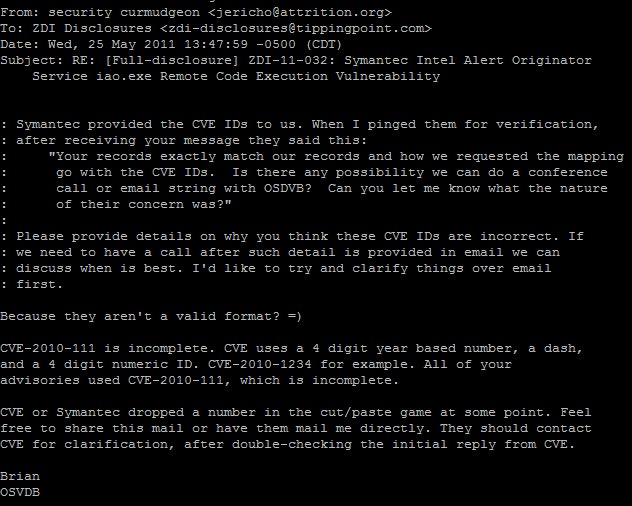 From: security curmudgeon <jericho@attrition.org>
To: ZDI Disclosures <zdi-disclosures@tippingpoint.com>
Date: Wed, 25 May 2011 13:47:59 -0500 (CDT)
Subject: RE: [Full-disclosure] ZDI-11-032: Symantec Intel Alert Originator
Service iao.exe Remote Code Execution Vulnerability
: Symantec provided the CVE IDs to us. When I pinged them for verification,
: after receiving your message they said this:
: "Your records exactly match our records and how we requested the mapping
: go with the CVE IDs. Is there any possibility we can do a conference
: call or email string with OSDVB? Can you let me know what the nature
: of their concern was?"
:
: Please provide details on why you think these CVE IDs are incorrect. If
: we need to have a call after such detail is provided in email we can
: discuss when is best. I'd like to try and clarify things over email
: first.
Because they aren't a valid format? =)
CVE-2010-111 is incomplete. CVE uses a 4 digit year based number, a dash,
and a 4 digit numeric ID. CVE-2010-1234 for example. All of your
advisories used CVE-2010-111, which is incomplete.
CVE or Symantec dropped a number in the cut/paste game at some point. Feel
free to share this mail or have them mail me directly. They should contact
CVE for clarification, after double-checking the initial reply from CVE.
Brian
OSVDB